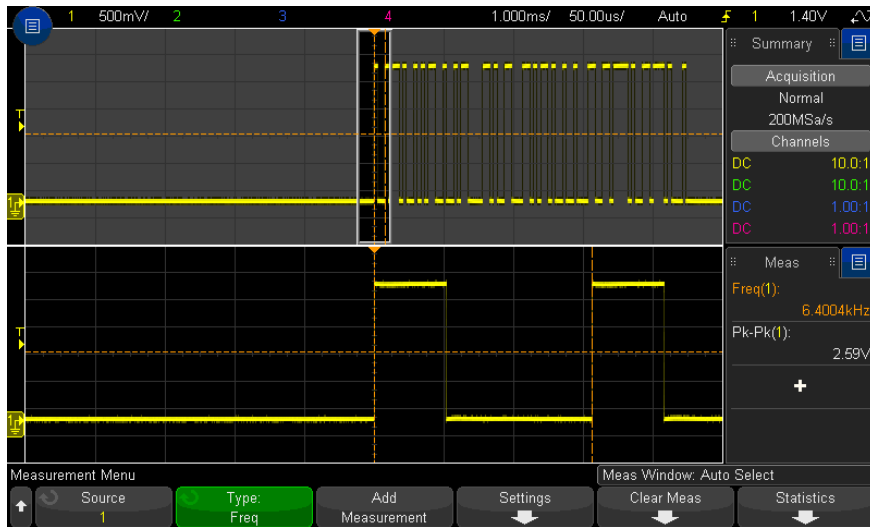 1 500mV/ 2 3 4 1.000ms/ 50.00us/ Auto 1 1.40V
Summary
Acquisition
Normal
200MSa/s
Channels
DC 10.0:1
DC 10.0:1
DC 1.00:1
DC 1.00:1
T
1
Meas
Freq(1):
6.4004kHz
Pk-Pk(1):
2.59V
+
T
1
Measurement Menu
Meas Window: Auto Select
Source
1
Type:
Freq
Add
Measurement
Settings
Clear Meas
Statistics